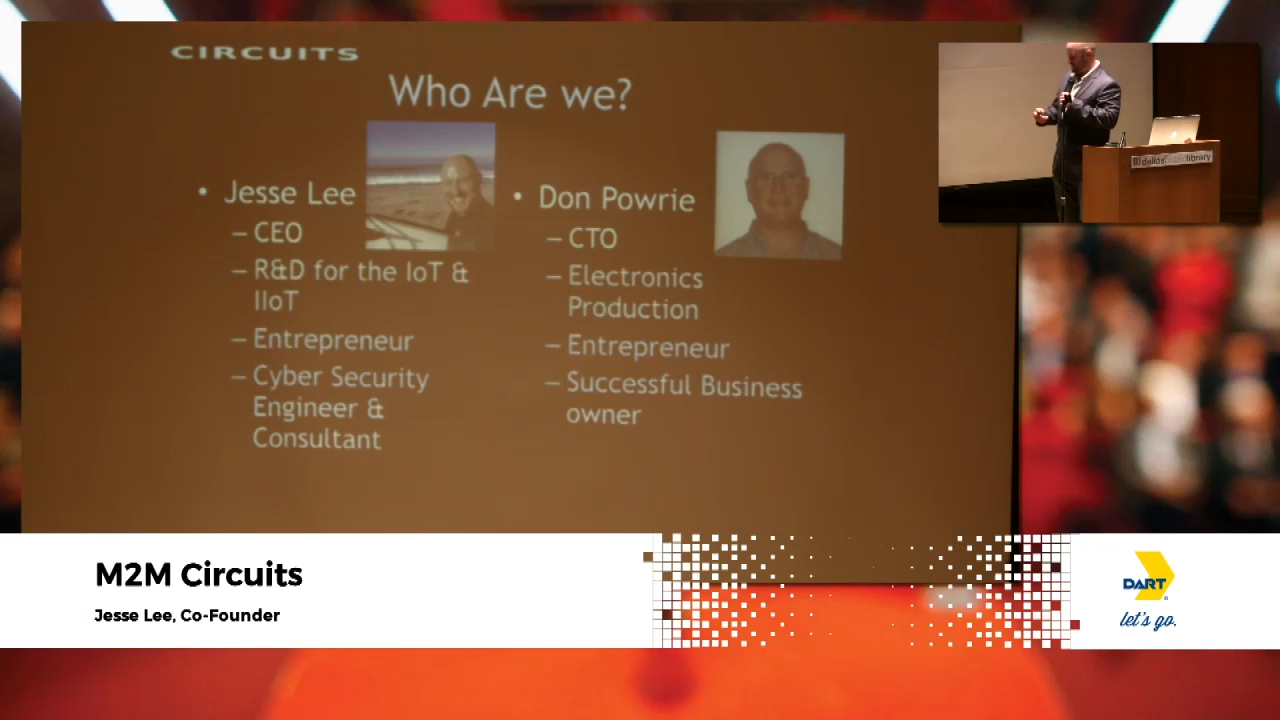 CIRCUITS
Who Are we?
• Jesse Lee
– CEO
– R&D for the IoT &
IIoT
– Entrepreneur
– Cyber Security
Engineer &
Consultant
• Don Powrie
– CTO
– Electronics
Production
– Entrepreneur
– Successful Business
owner
dallas public library
M2M Circuits
Jesse Lee, Co-Founder
DART
let's go.